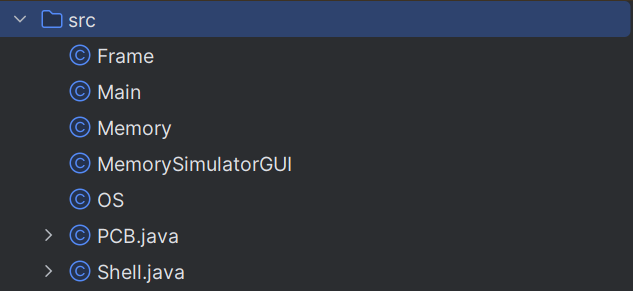 src
Frame
Main
Memory
MemorySimulatorGUI
OS
PCB.java
Shell.java